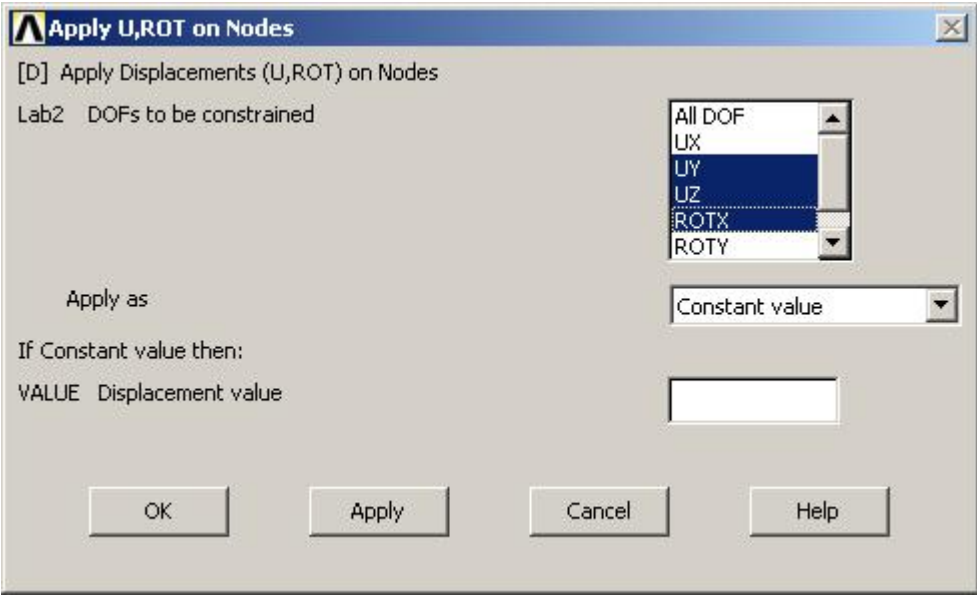 Apply U,ROT on Nodes
[D] Apply Displacements (U,ROT) on Nodes
Lab2 DOFs to be constrained
All DOF
UX
UY
UZ
ROTX
ROTY
Apply as
Constant value
If Constant value then:
VALUE Displacement value
OK Apply Cancel Help